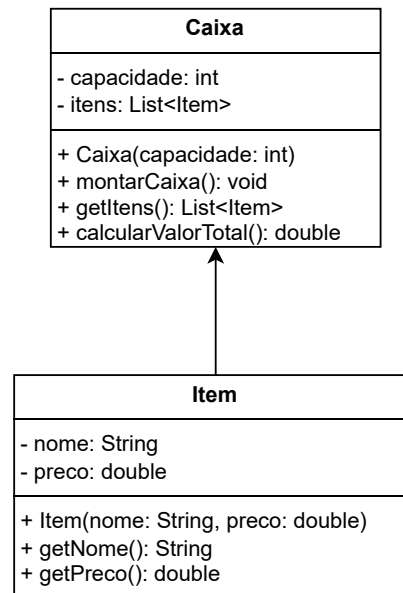 Caixa
- capacidade: int
- itens: List<Item>
+ Caixa(capacidade: int)
+ montarCaixa(): void
+ getItens(): List<Item>
+ calcularValorTotal(): double
Item
- nome: String
- preco: double
+ Item(nome: String, preco: double)
+ getNome(): String
+ getPreco(): double